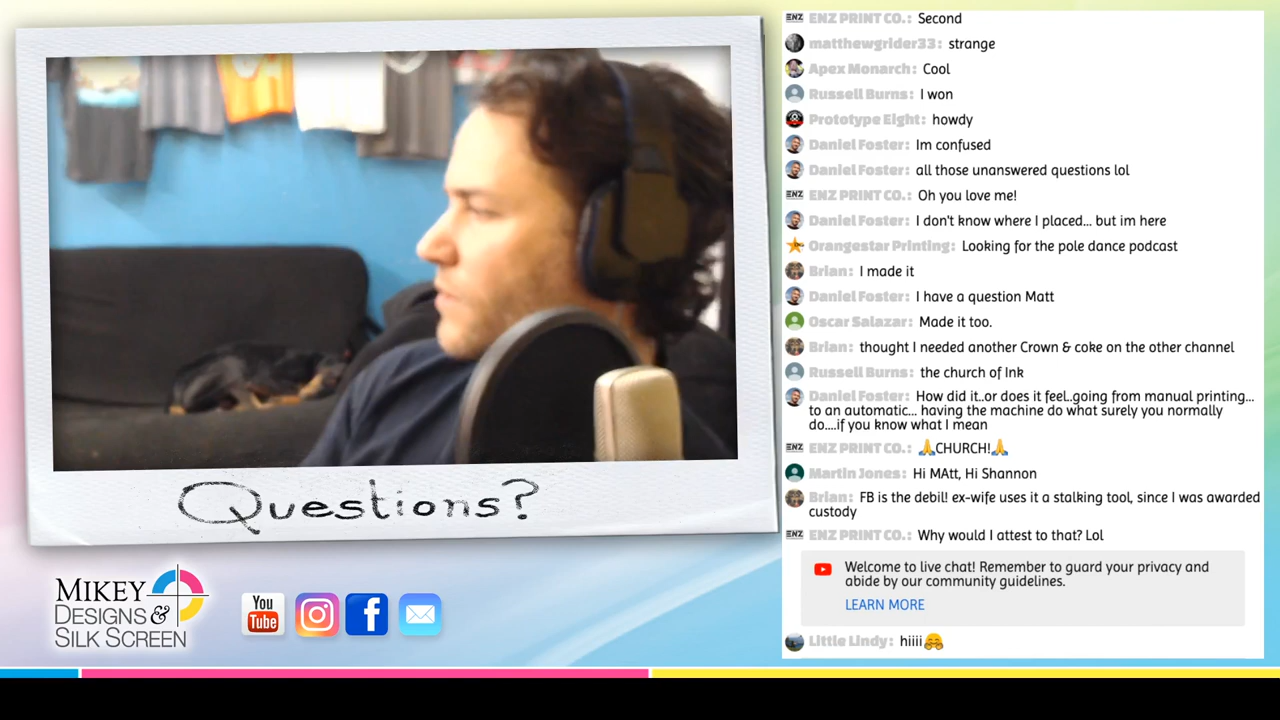 Questions?
MIKEY
DESIGNS &
SILK SCREEN
You
Tube
ENZ ENZ PRINT CO.: Second
matthewgrider33: strange
Apex Monarch: Cool
Russell Burns: I won
Prototype Eight: howdy
Daniel Foster: Im confused
Daniel Foster: all those unanswered questions lol
ENZ ENZ PRINT CO.: Oh you love me!
Daniel Foster: I don't know where I placed... but im here
Orangestar Printing: Looking for the pole dance podcast
Brian: I made it
Daniel Foster: I have a question Matt
Oscar Salazar: Made it too.
Brian: thought I needed another Crown & coke on the other channel
Russell Burns: the church of Ink
Daniel Foster: How did it..or does it feel..going from manual printing...
to an automatic... having the machine do what surely you normally
do....if you know what I mean
ENZ ENZ PRINT CO.: 🙏CHURCH!🙏
Martin Jones: Hi MAtt, Hi Shannon
Brian: FB is the debil! ex-wife uses it a stalking tool, since I was awarded
custody
ENZ ENZ PRINT CO.: Why would I attest to that? Lol
Welcome to live chat! Remember to guard your privacy and
abide by our community guidelines.
LEARN MORE
Little Lindy: hiiii🤗